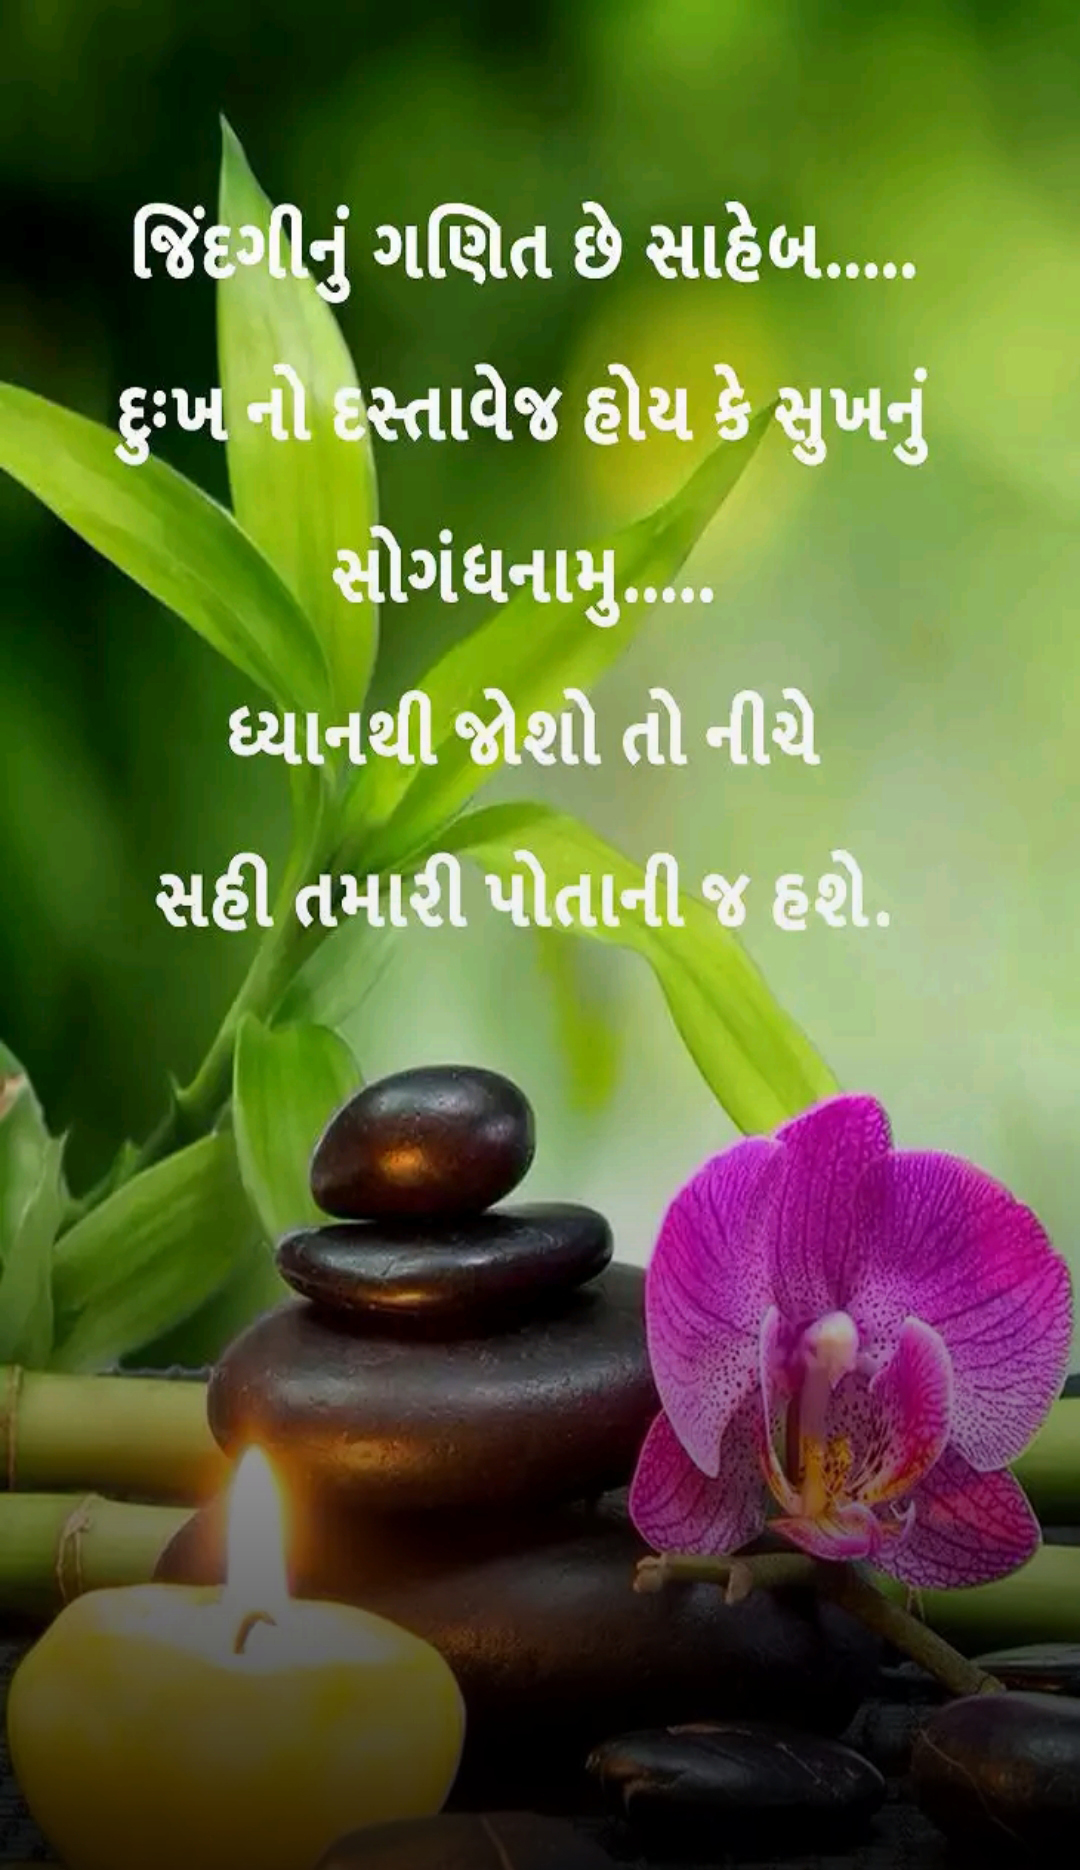 જિંદગીનું ગણિત છે સાહેબ.....
દુઃખ નો દસ્તાવેજ હોય કે સુખનું
સોગંધનામુ.....
ધ્યાનથી જોશો તો નીચે
સહી તમારી પોતાની જ હશે.